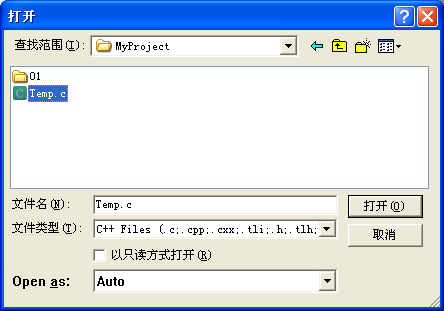 打开
查找范围(I): MyProject
01
Temp.c
文件名(N): Temp.c 打开(O)
文件类型(T): C++ Files (.c;.cpp;.cxx;.tli;.h;.tlh; 取消
以只读方式打开(R)
Open as: Auto